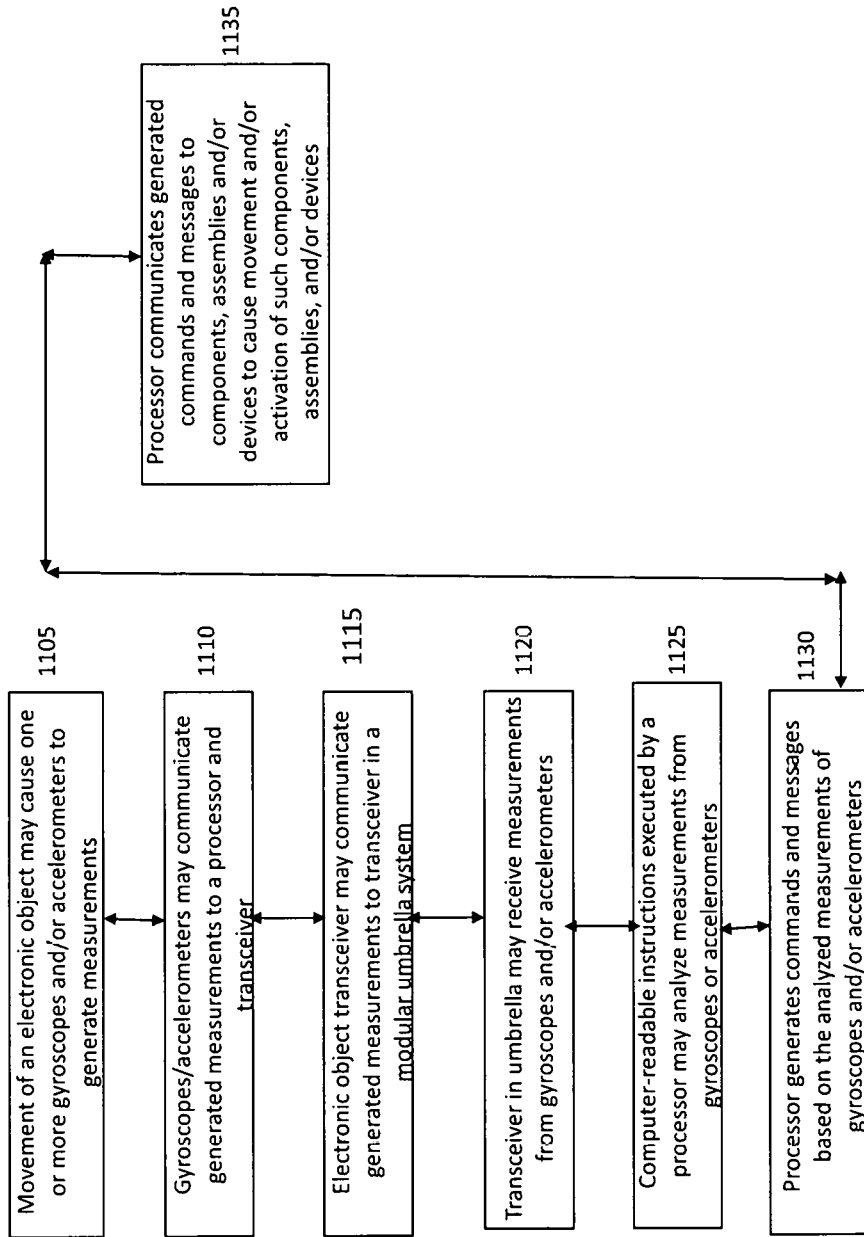 Movement of an electronic object may cause one
or more gyroscopes and/or accelerometers to
generate measurements
1105
Gyroscopes/accelerometers may communicate
generated measurements to a processor and
transceiver
1110
Electronic object transceiver may communicate
generated measurements to transceiver in a
modular umbrella system
1115
Transceiver in umbrella may receive measurements
from gyroscopes and/or accelerometers
1120
Computer-readable instructions executed by a
processor may analyze measurements from
gyroscopes or accelerometers
1125
Processor generates commands and messages
based on the analyzed measurements of
gyroscopes and/or accelerometers
1130
Processor communicates generated
commands and messages to
components, assemblies and/or
devices to cause movement and/or
activation of such components,
assemblies, and/or devices
1135